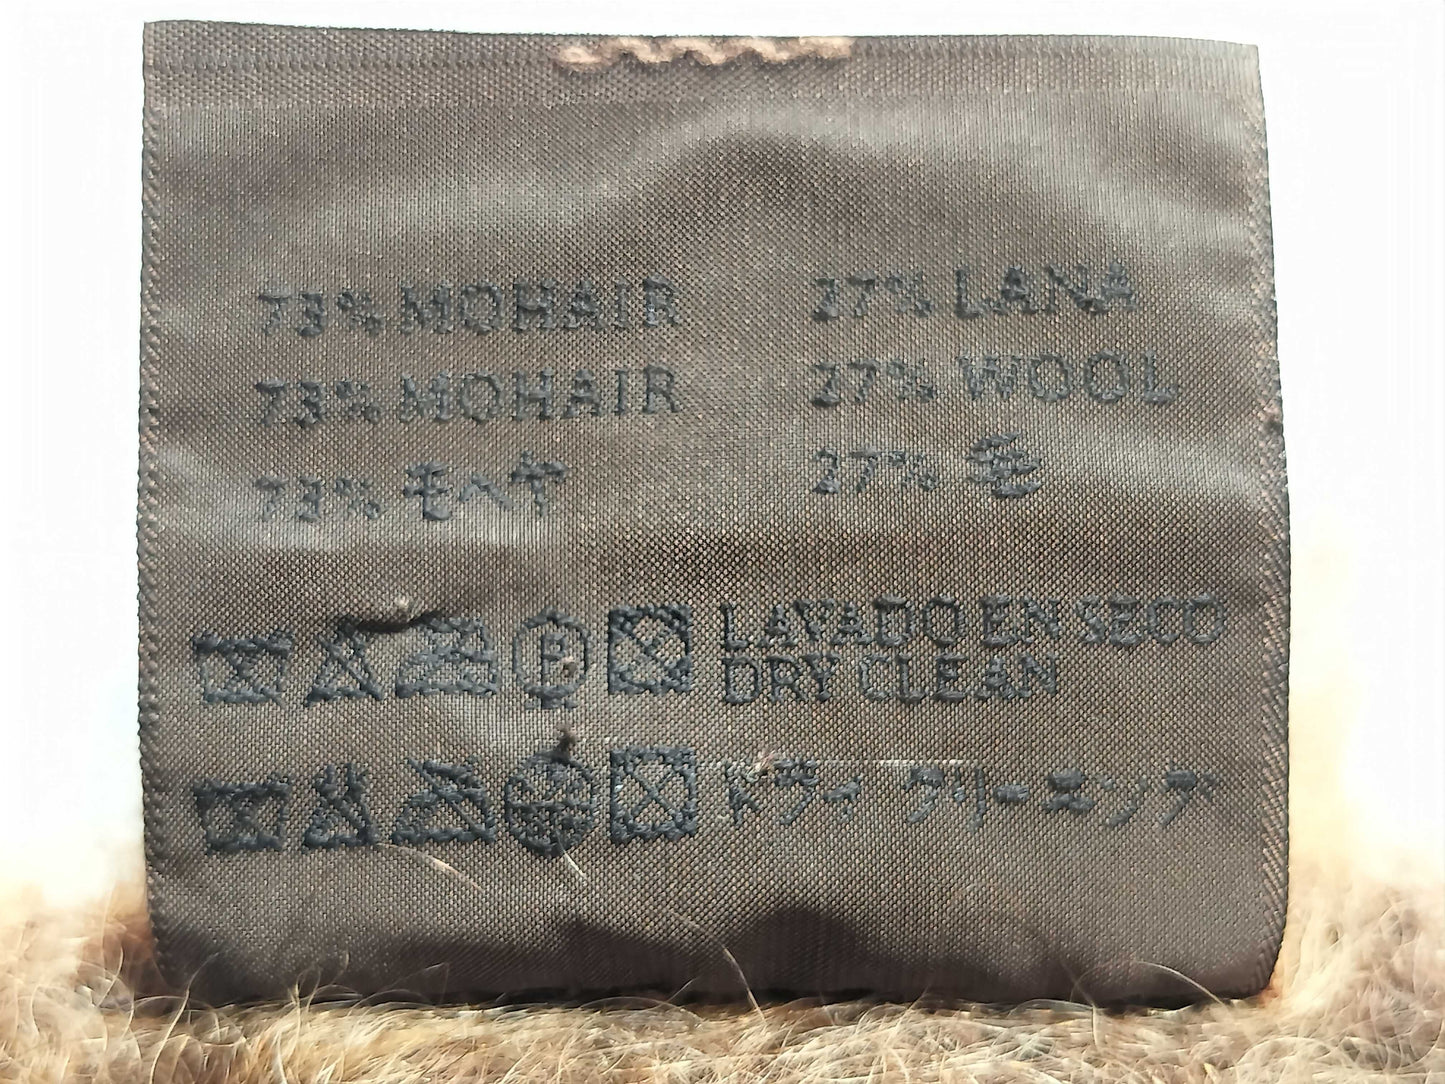 73% MOHAIR 27% LANA
73% MOHAIR 27% WOOL
73% モヘヤ 27% 毛
P LAVADO EN SECO
DRY CLEAN
ドライ クリーニング